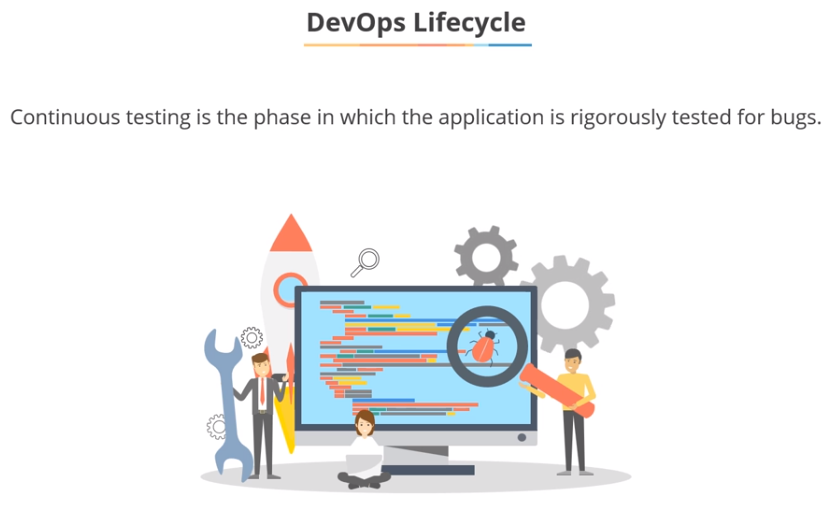 DevOps Lifecycle
Continuous testing is the phase in which the application is rigorously tested for bugs.